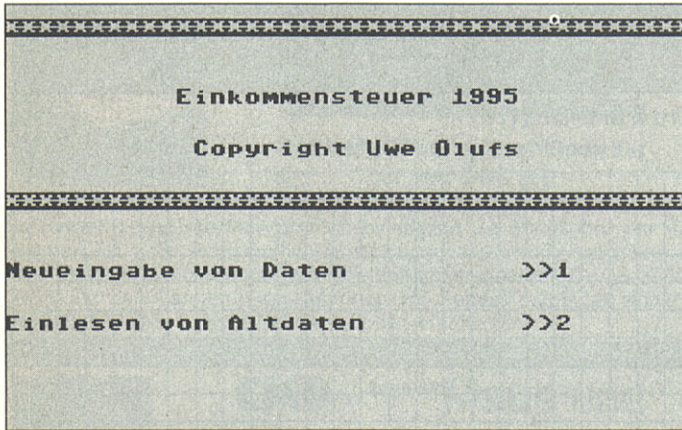 Einkommensteuer 1995
Copyright Uwe Olufs
Neueingabe von Daten >>1
Einlesen von Altdaten >>2